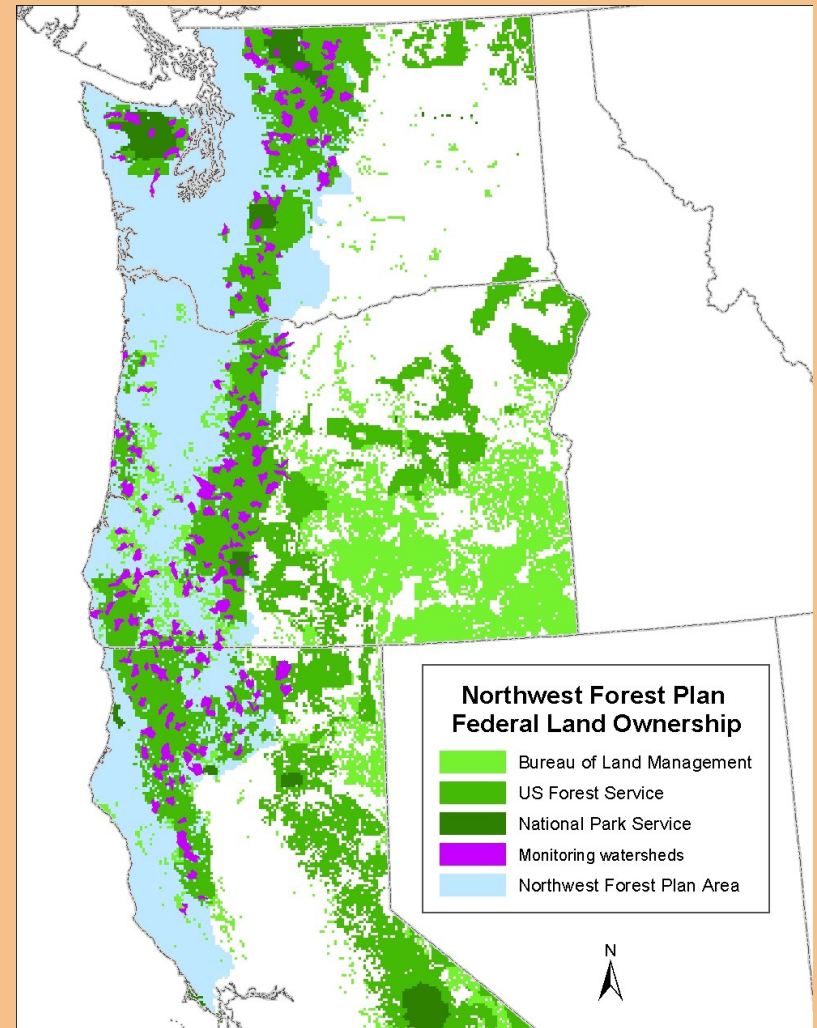 Northwest Forest Plan
Federal Land Ownership
Bureau of Land Management
US Forest Service
National Park Service
Monitoring watersheds
Northwest Forest Plan Area
N